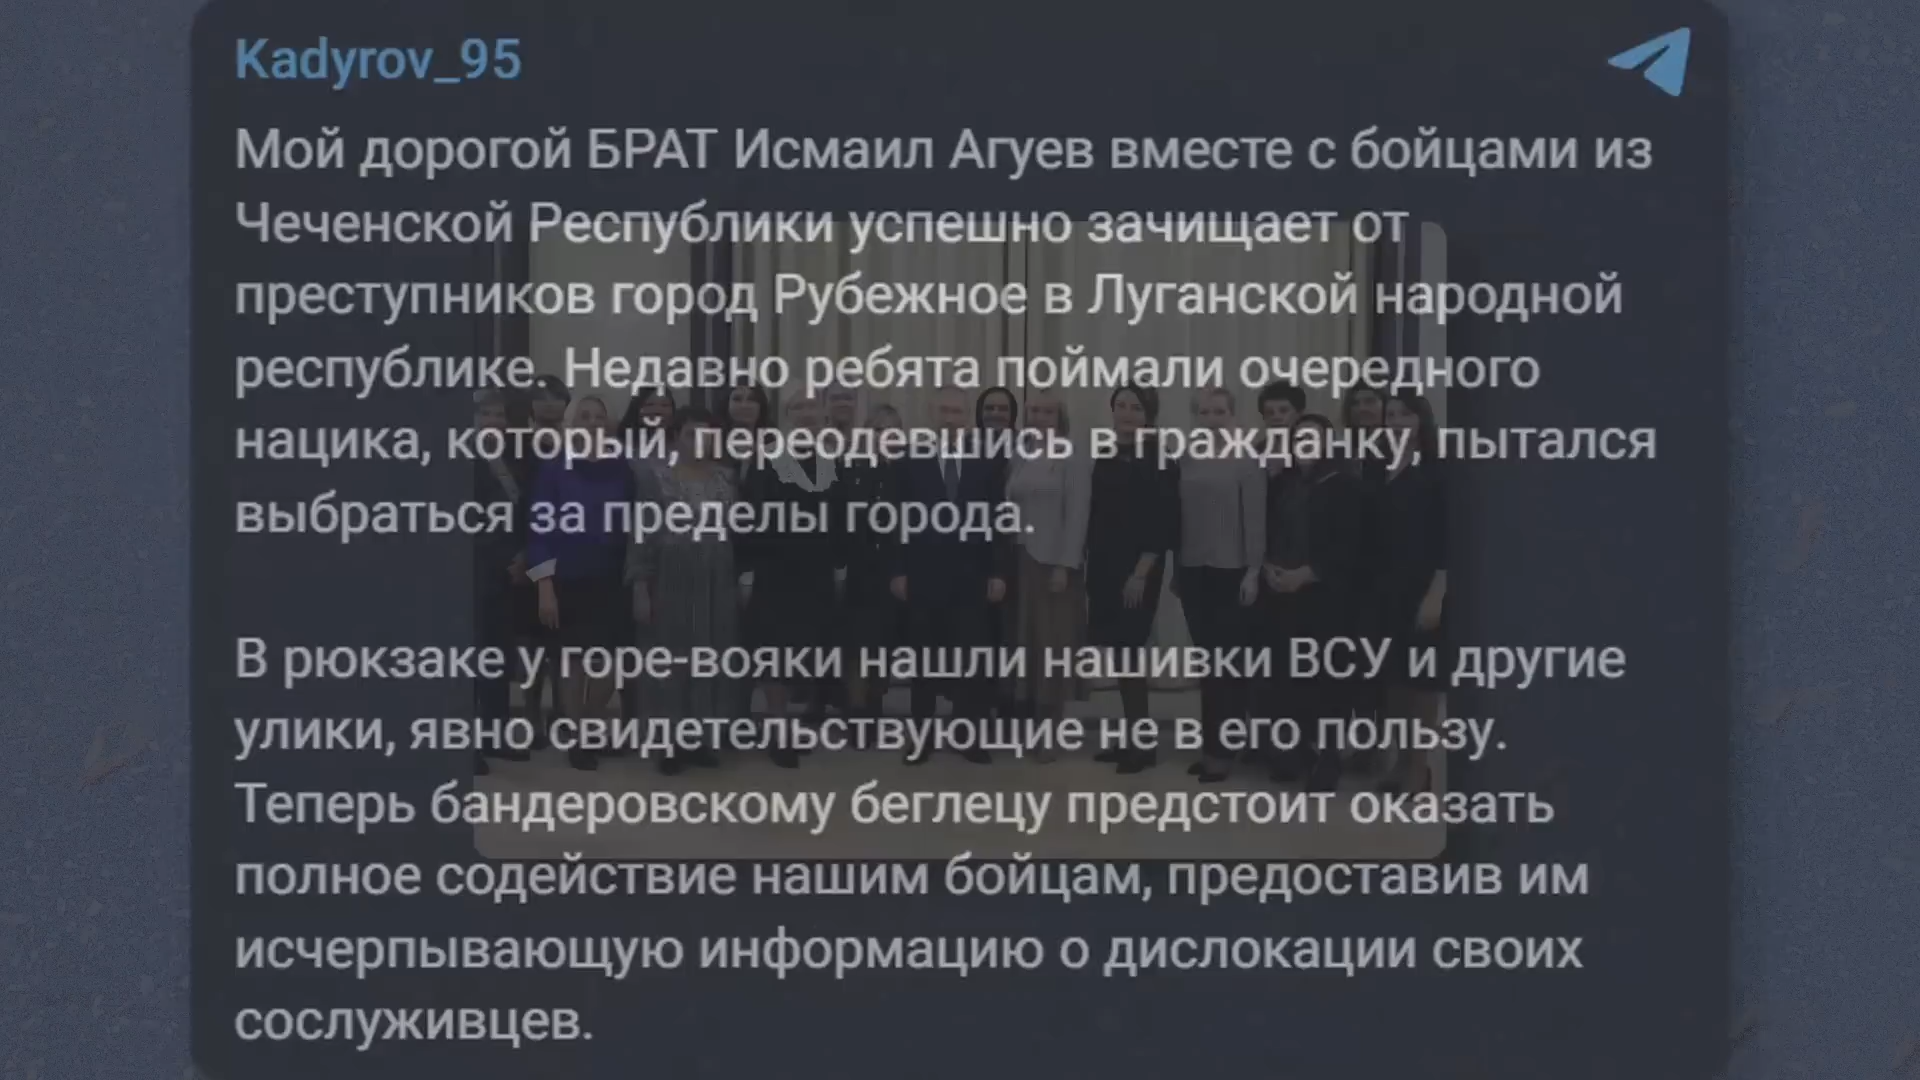 Kadyrov_95
Мой дорогой БРАТ Исмаил Агуев вместе с бойцами из
Чеченской Республики успешно зачищает от
преступников город Рубежное в Луганской народной
республике. Недавно ребята поймали очередного
нацика, который, переодевшись в гражданку, пытался
выбраться за пределы города.
В рюкзаке у горе-вояки нашли нашивки ВСУ и другие
улики, явно свидетельствующие не в его пользу.
Теперь бандеровскому беглецу предстоит оказать
полное содействие нашим бойцам, предоставив им
исчерпывающую информацию о дислокации своих
сослуживцев.